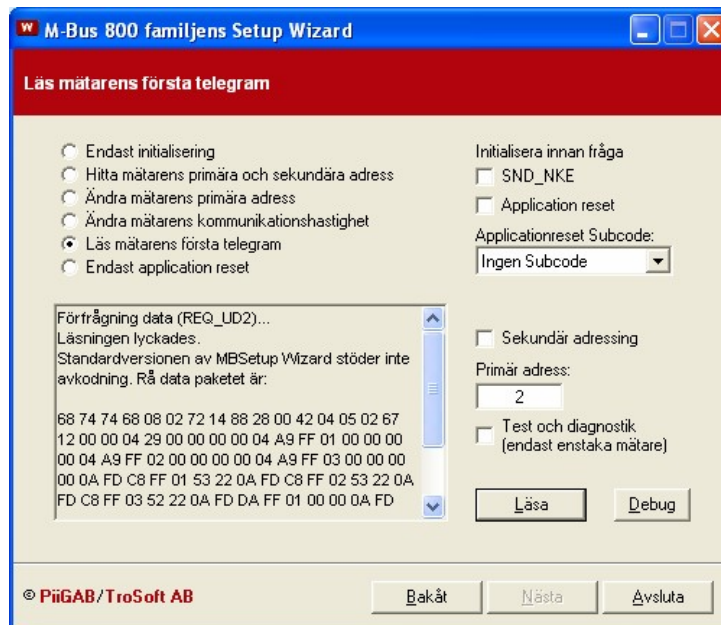 M-Bus 800 familjens Setup Wizard
Läs mätarens första telegram
Endast initialisering
Hitta mätarens primära och sekundära adress
Ändra mätarens primära adress
Ändra mätarens kommunikationshastighet
Läs mätarens första telegram
Endast application reset
Initialisera innan fråga
SND_NKE
Application reset
Applicationreset Subcode:
Ingen Subcode
Förfrågning data (REQ_UD2)...
Läsningen lyckades.
Standardversionen av MBSetup Wizard stöder inte
avkodning. Rå data paketet är:
68 74 74 68 08 02 72 14 88 28 00 42 04 05 02 67
12 00 00 04 29 00 00 00 00 04 A9 FF 01 00 00 00
00 04 A9 FF 02 00 00 00 00 04 A9 FF 03 00 00 00
00 0A FD C8 FF 01 53 22 0A FD C8 FF 02 53 22 0A
FD C8 FF 03 52 22 0A FD DA FF 01 00 00 0A FD
Sekundär adressing
Primär adress:
2
Test och diagnostik
(endast enstaka mätare)
Läsa
Debug
© PiiGAB/TroSoft AB
Bakåt
Nästa
Avsluta